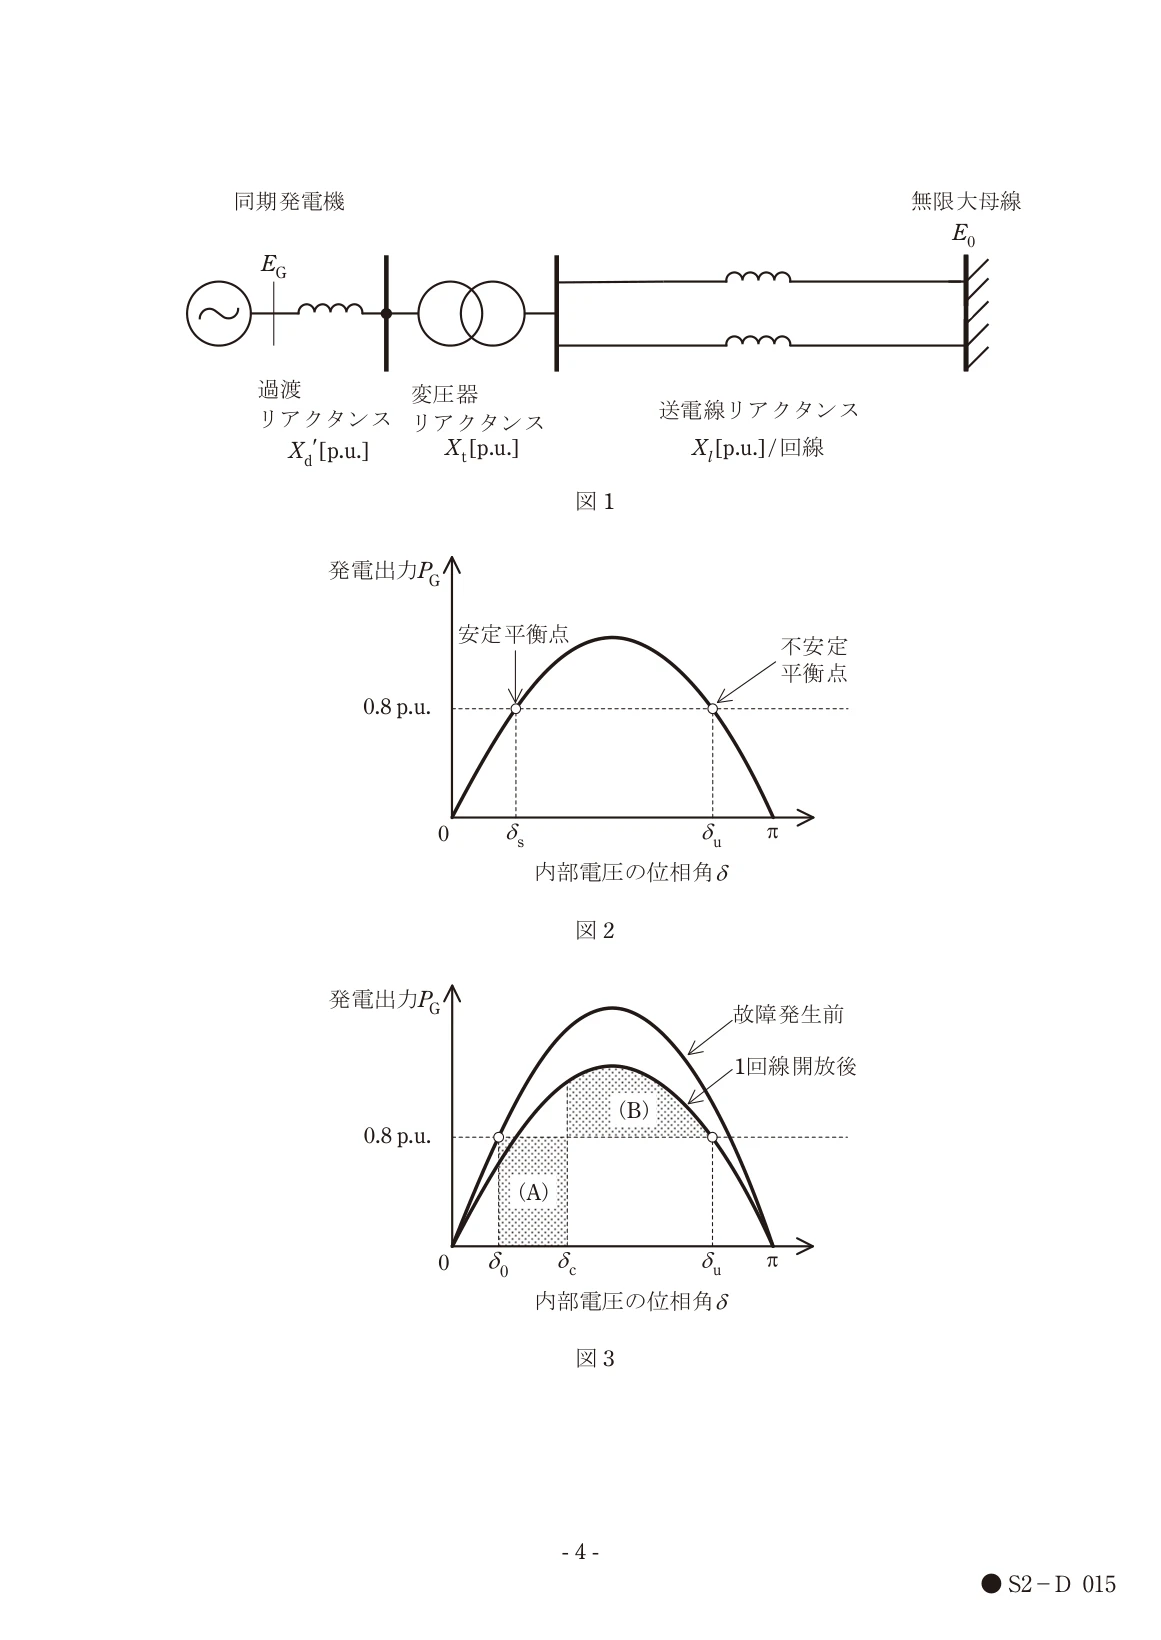 同期発電機
無限大母線
E0
EG
過渡
リアクタンス
Xd′[p.u.]
変圧器
リアクタンス
Xt[p.u.]
送電線リアクタンス
Xl[p.u.]/回線
図1
発電出力PG
安定平衡点
不安定
平衡点
0.8 p.u.
0
δs
δu
π
内部電圧の位相角δ
図2
発電出力PG
故障発生前
1回線開放後
(B)
0.8 p.u.
(A)
0
δ0
δc
δu
π
内部電圧の位相角δ
図3
- 4 -
●S2−D 015